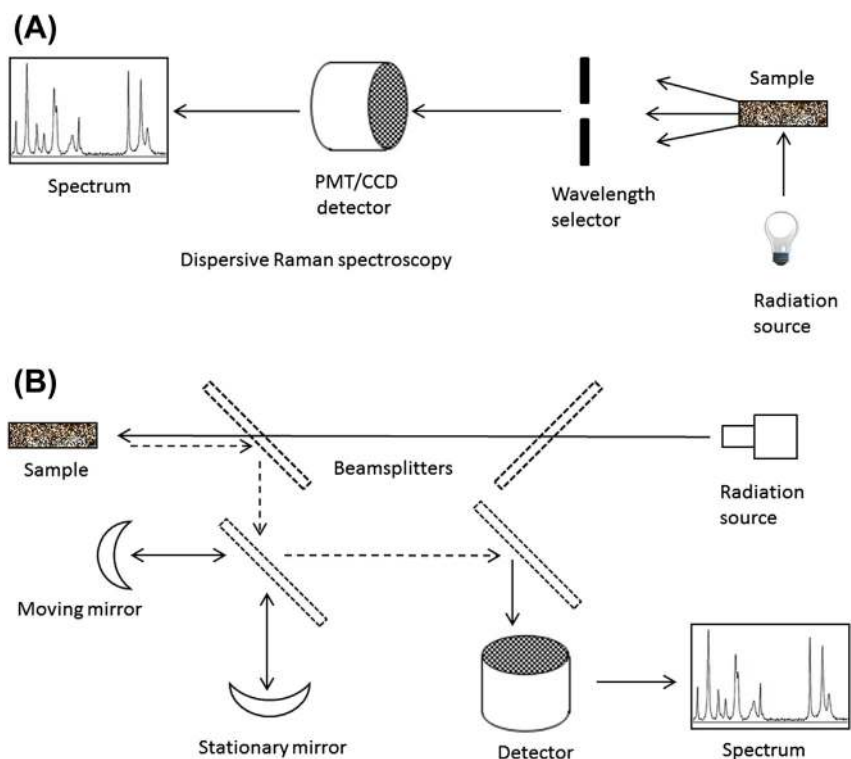 (A)
Sample
Spectrum
PMT/CCD
detector
Wavelength
selector
Dispersive Raman spectroscopy
Radiation
source
(B)
Sample
Beamsplitters
Radiation
source
Moving mirror
Stationary mirror
Detector
Spectrum